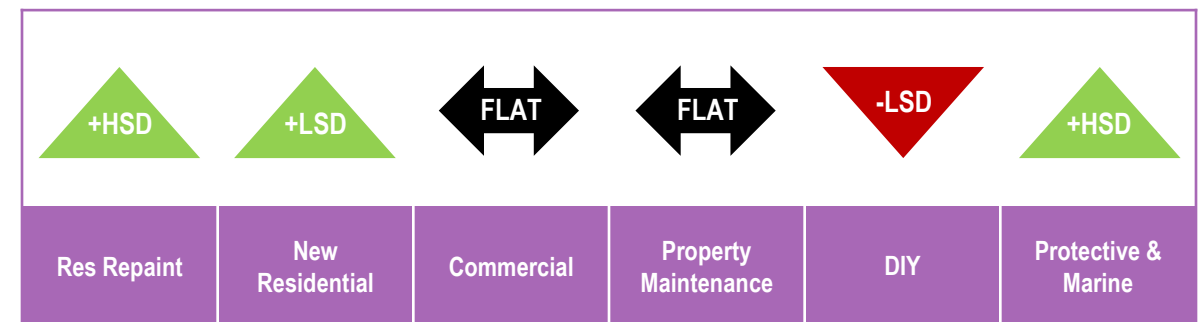 +HSD
+LSD
FLAT
FLAT
-LSD
+HSD
Res Repaint
New
Residential
Commercial
Property
Maintenance
DIY
Protective &
Marine